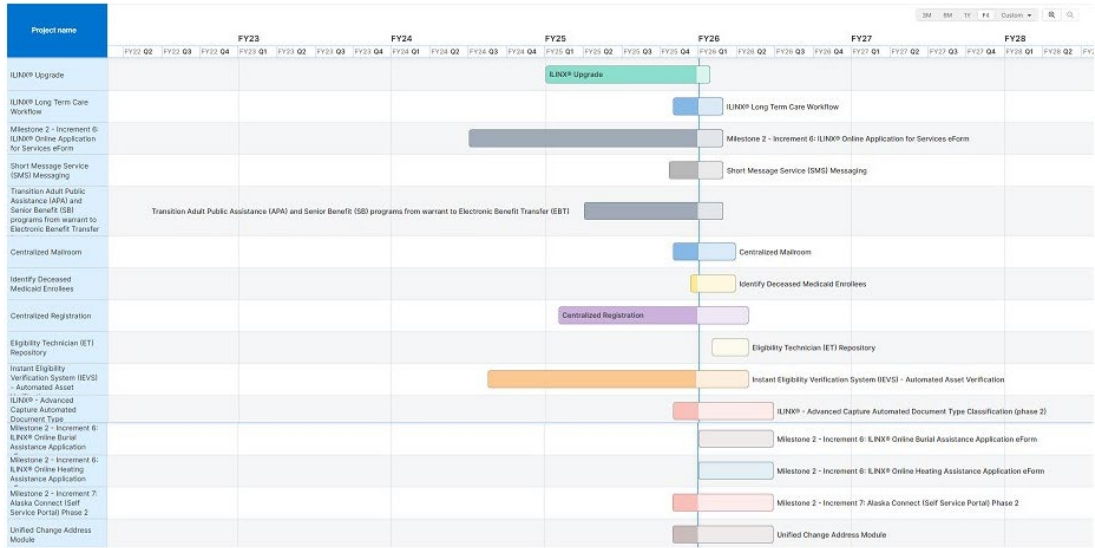 3M 6M 1Y FY Custom
Project name
FY23 FY24 FY25 FY26 FY27 FY28
FY22 Q2 FY22 Q3 FY22 Q4 FY23 Q1 FY23 Q2 FY23 Q3 FY23 Q4 FY24 Q1 FY24 Q2 FY24 Q3 FY24 Q4 FY25 Q1 FY25 Q2 FY25 Q3 FY25 Q4 FY26 Q1 FY26 Q2 FY26 Q3 FY26 Q4 FY27 Q1 FY27 Q2 FY27 Q3 FY27 Q4 FY28 Q1 FY28 Q2
ILINX® Upgrade
ILINX® Upgrade
ILINX® Long Term Care
Workflow
ILINX® Long Term Care Workflow
Milestone 2 - Increment 6:
ILINX® Online Application
for Services eForm
Milestone 2 - Increment 6: ILINX® Online Application for Services eForm
Short Message Service
(SMS) Messaging
Short Message Service (SMS) Messaging
Transition Adult Public
Assistance (APA) and
Senior Benefit (SB)
programs from warrant to
Electronic Benefit Transfer
Transition Adult Public Assistance (APA) and Senior Benefit (SB) programs from warrant to Electronic Benefit Transfer (EBT)
Centralized Mailroom
Centralized Mailroom
Identify Deceased
Medicaid Enrollees
Identify Deceased Medicaid Enrollees
Centralized Registration
Centralized Registration
Eligibility Technician (ET)
Repository
Eligibility Technician (ET) Repository
Instant Eligibility
Verification System (IEVS)
- Automated Asset
Instant Eligibility Verification System (IEVS) - Automated Asset Verification
ILINX® - Advanced
Capture Automated
Document Type
ILINX® - Advanced Capture Automated Document Type Classification (phase 2)
Milestone 2 - Increment 6:
ILINX® Online Burial
Assistance Application
Milestone 2 - Increment 6: ILINX® Online Burial Assistance Application eForm
Milestone 2 - Increment 6:
ILINX® Online Heating
Assistance Application
Milestone 2 - Increment 6: ILINX® Online Heating Assistance Application eForm
Milestone 2 - Increment 7:
Alaska Connect (Self
Service Portal) Phase 2
Milestone 2 - Increment 7: Alaska Connect (Self Service Portal) Phase 2
Unified Change Address
Module
Unified Change Address Module